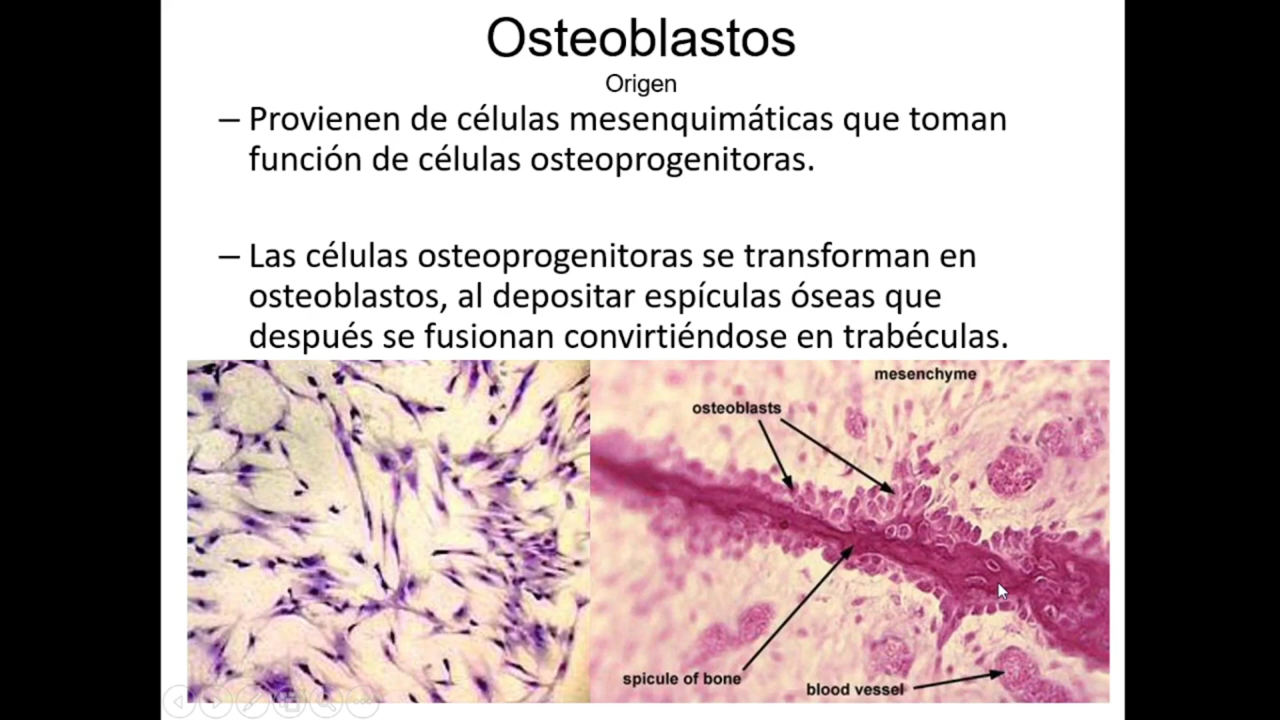 Osteoblastos
Origen
– Provienen de células mesenquimáticas que toman
función de células osteoprogenitoras.
– Las células osteoprogenitoras se transforman en
osteoblastos, al depositar espículas óseas que
después se fusionan convirtiéndose en trabéculas.
mesenchyme
osteoblasts
spicule of bone
blood vessel